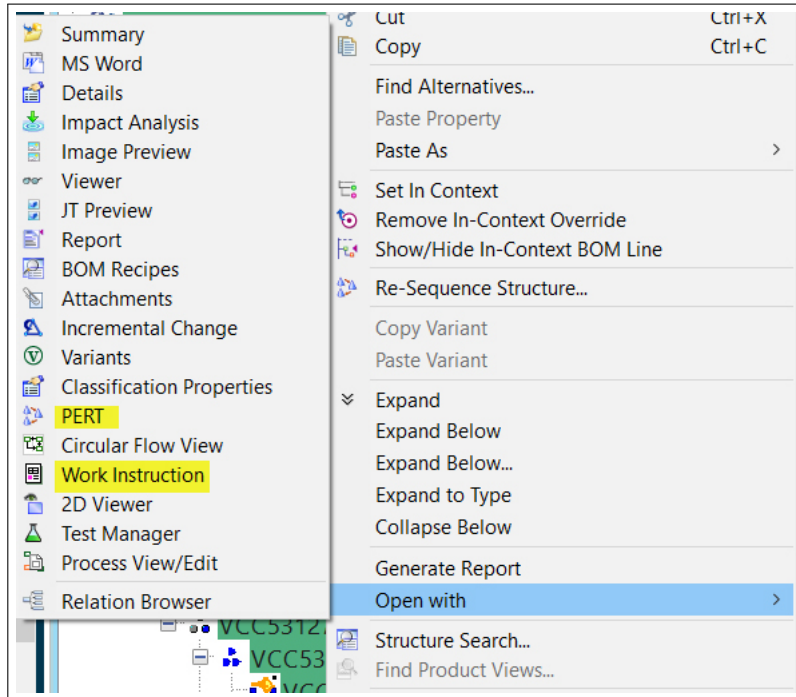 Summary
MS Word
Details
Impact Analysis
Image Preview
Viewer
JT Preview
Report
BOM Recipes
Attachments
Incremental Change
Variants
Classification Properties
PERT
Circular Flow View
Work Instruction
2D Viewer
Test Manager
Process View/Edit
Relation Browser
Cut Ctrl+X
Copy Ctrl+C
Find Alternatives...
Paste Property
Paste As
Set In Context
Remove In-Context Override
Show/Hide In-Context BOM Line
Re-Sequence Structure...
Copy Variant
Paste Variant
Expand
Expand Below
Expand Below...
Expand to Type
Collapse Below
Generate Report
Open with
Structure Search...
Find Product Views...
VCC5312
VCC53
VCC